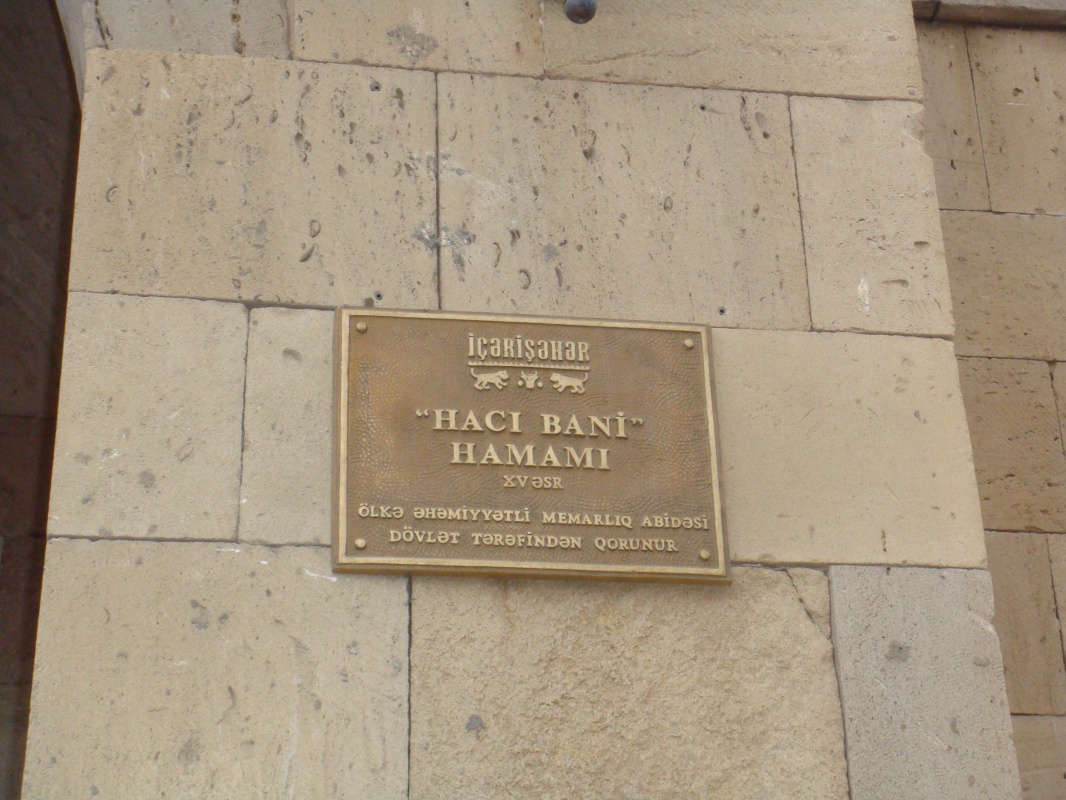 İÇƏRİŞƏHƏR
“HACI BANİ”
HAMAMI
XV ƏSR
ÖLKƏ ƏHƏMİYYƏTLİ MEMARLIQ ABİDƏSİ
DÖVLƏT TƏRƏFİNDƏN QORUNUR